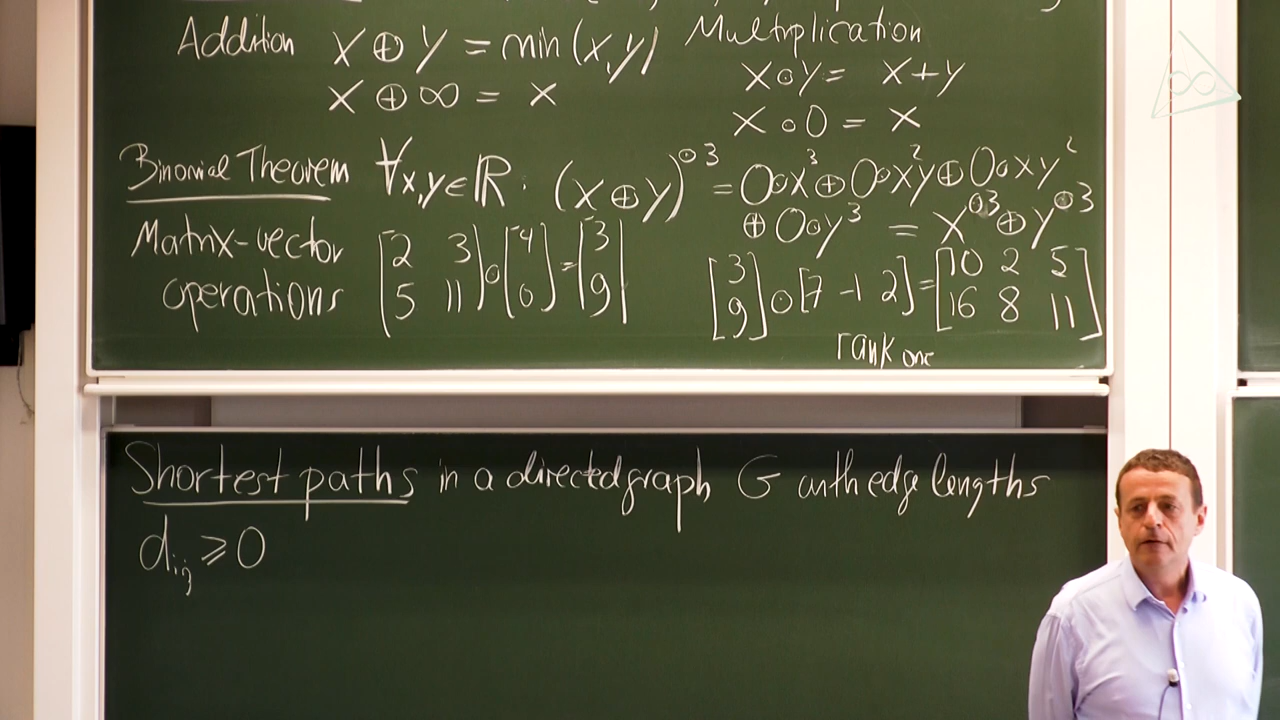 Addition x ⊕ y = min(x,y)
x ⊕ ∞ = x
Multiplication
x ⊙ y = x + y
x ⊙ 0 = x
Binomial Theorem ∀x,y∈ℝ: (x ⊕ y)^⊙3 = 0⊙x³ ⊕ 0⊙x²y ⊕ 0⊙xy²
⊕ 0⊙y³ = x^⊙3 ⊕ y^⊙3
Matrix-vector
operations
[-2 3; 5 11] ⊙ [-4; 0] = [3; 9]
[3; 9] ⊙ [7 -1 2] = [10 2 5; 16 8 11]
rank one
Shortest paths in a directed graph G with edge lengths
d_ij ⩾ 0